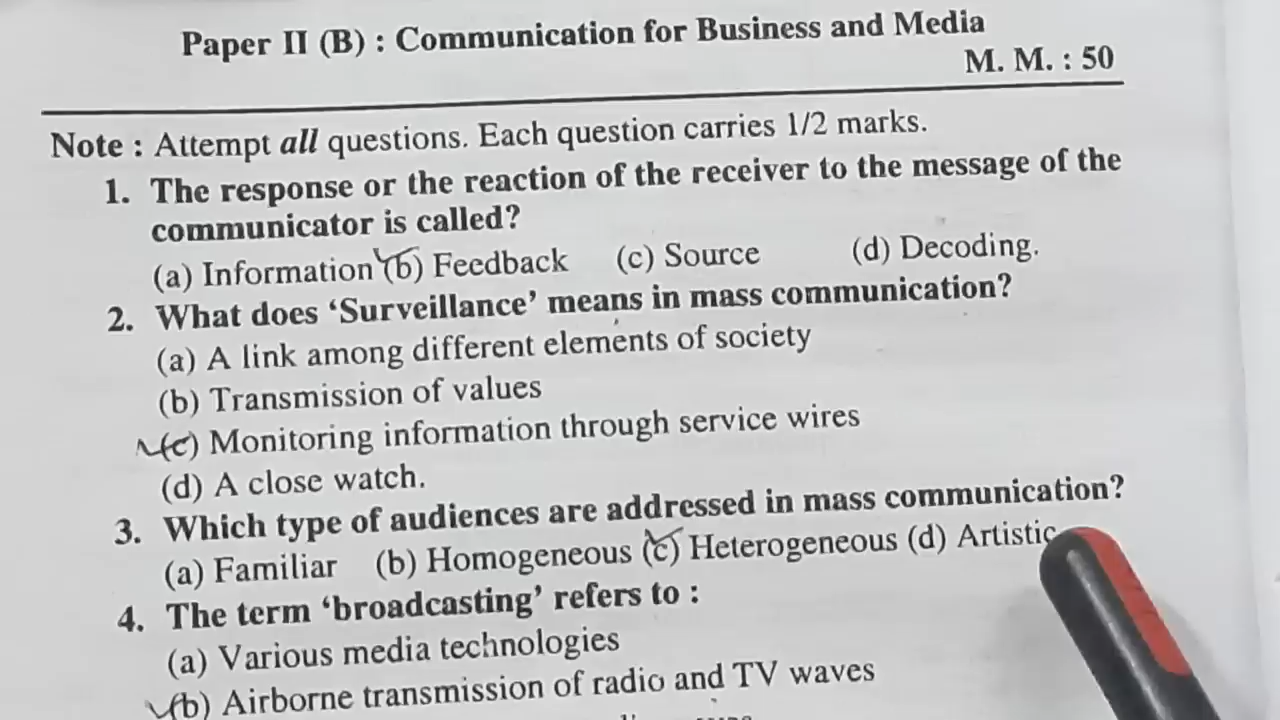 Paper II (B) : Communication for Business and Media
M. M. : 50
Note : Attempt all questions. Each question carries 1/2 marks.
1. The response or the reaction of the receiver to the message of the
communicator is called?
(a) Information (b) Feedback (c) Source (d) Decoding.
2. What does ‘Surveillance’ means in mass communication?
(a) A link among different elements of society
(b) Transmission of values
(c) Monitoring information through service wires
(d) A close watch.
3. Which type of audiences are addressed in mass communication?
(a) Familiar (b) Homogeneous (c) Heterogeneous (d) Artistic
4. The term ‘broadcasting’ refers to :
(a) Various media technologies
(b) Airborne transmission of radio and TV waves